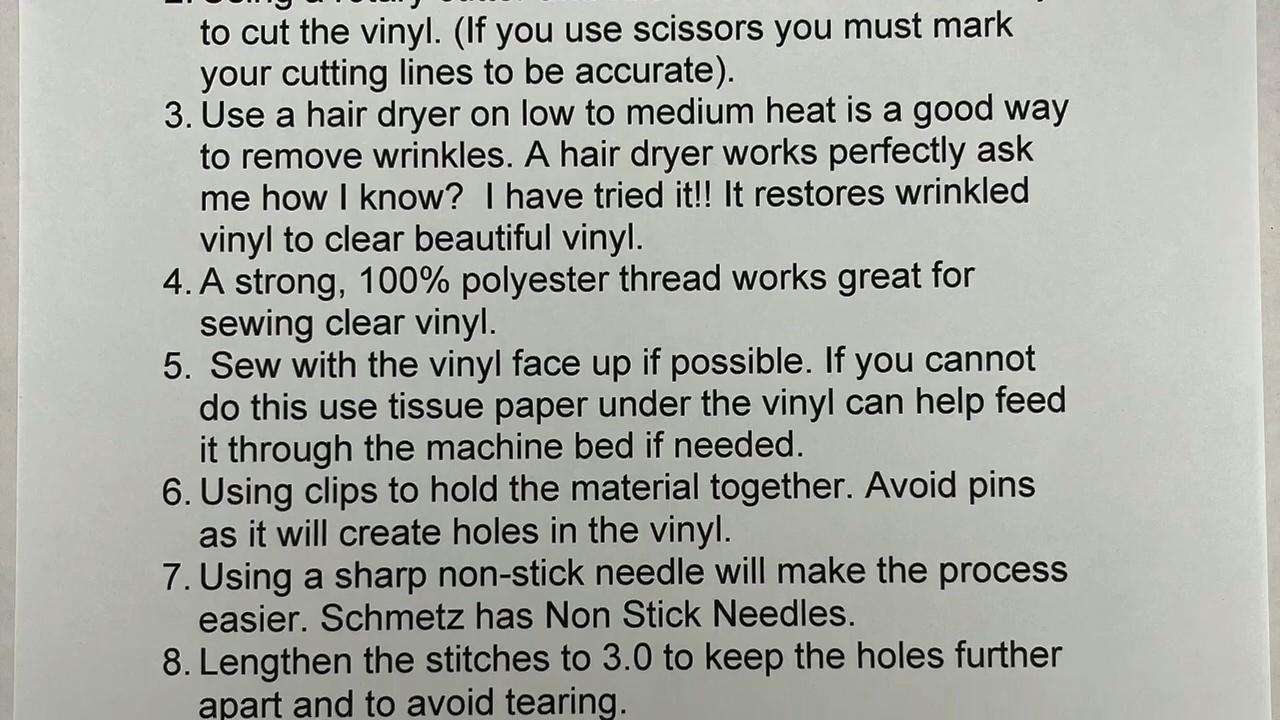 2. Using a rotary cutter
to cut the vinyl. (If you use scissors you must mark
your cutting lines to be accurate).
3. Use a hair dryer on low to medium heat is a good way
to remove wrinkles. A hair dryer works perfectly ask
me how I know?  I have tried it!! It restores wrinkled
vinyl to clear beautiful vinyl.
4. A strong, 100% polyester thread works great for
sewing clear vinyl.
5.  Sew with the vinyl face up if possible. If you cannot
do this use tissue paper under the vinyl can help feed
it through the machine bed if needed.
6. Using clips to hold the material together. Avoid pins
as it will create holes in the vinyl.
7. Using a sharp non-stick needle will make the process
easier. Schmetz has Non Stick Needles.
8. Lengthen the stitches to 3.0 to keep the holes further
apart and to avoid tearing.